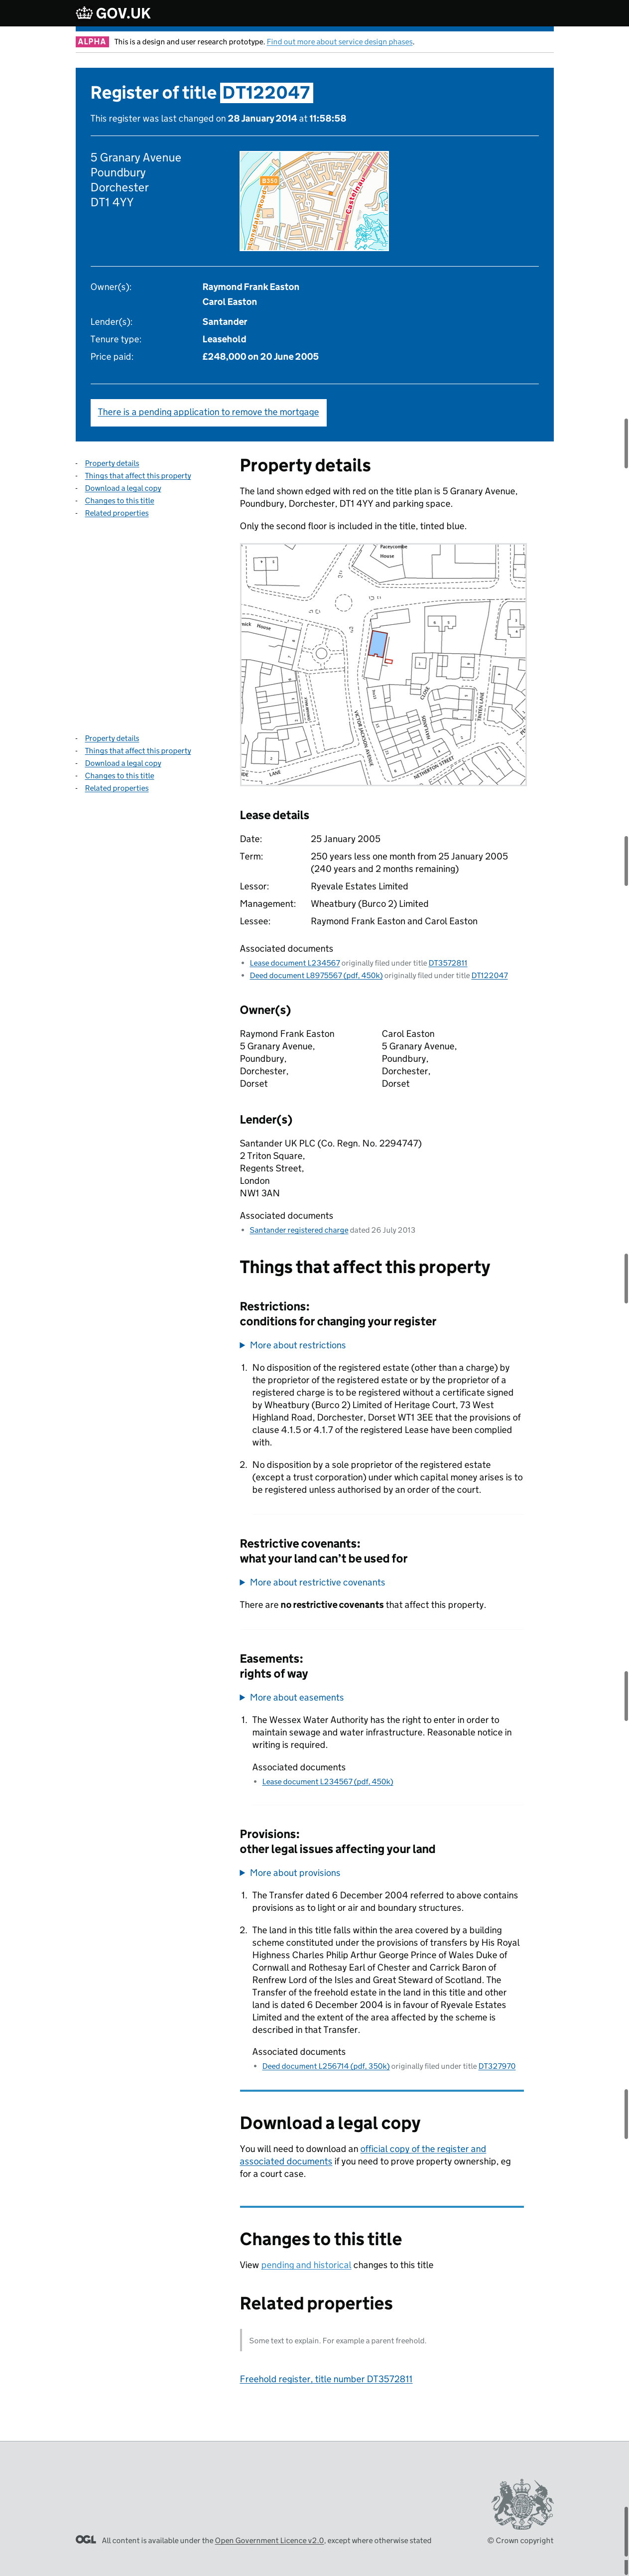 GOV.UK
ALPHA This is a design and user research prototype. Find out more about service design phases.
Register of title DT122047
This register was last changed on 28 January 2014 at 11:58:58
5 Granary Avenue
Poundbury
Dorchester
DT1 4YY
B350
Castelnau
Owner(s): Raymond Frank Easton
Carol Easton
Lender(s): Santander
Tenure type: Leasehold
Price paid: £248,000 on 20 June 2005
There is a pending application to remove the mortgage
- Property details
- Things that affect this property
- Download a legal copy
- Changes to this title
- Related properties
Property details
The land shown edged with red on the title plan is 5 Granary Avenue,
Poundbury, Dorchester, DT1 4YY and parking space.
Only the second floor is included in the title, tinted blue.
Paceycombe
House
House
LANE
VICTOR JACKSON AVENUE
CLOSE
TINTEN LANE
NETHERTON STREET
- Property details
- Things that affect this property
- Download a legal copy
- Changes to this title
- Related properties
Lease details
Date: 25 January 2005
Term: 250 years less one month from 25 January 2005
(240 years and 2 months remaining)
Lessor: Ryevale Estates Limited
Management: Wheatbury (Burco 2) Limited
Lessee: Raymond Frank Easton and Carol Easton
Associated documents
• Lease document L234567 originally filed under title DT3572811
• Deed document L8975567 (pdf, 450k) originally filed under title DT122047
Owner(s)
Raymond Frank Easton
5 Granary Avenue,
Poundbury,
Dorchester,
Dorset
Carol Easton
5 Granary Avenue,
Poundbury,
Dorchester,
Dorset
Lender(s)
Santander UK PLC (Co. Regn. No. 2294747)
2 Triton Square,
Regents Street,
London
NW1 3AN
Associated documents
• Santander registered charge dated 26 July 2013
Things that affect this property
Restrictions:
conditions for changing your register
More about restrictions
1. No disposition of the registered estate (other than a charge) by
the proprietor of the registered estate or by the proprietor of a
registered charge is to be registered without a certificate signed
by Wheatbury (Burco 2) Limited of Heritage Court, 73 West
Highland Road, Dorchester, Dorset WT1 3EE that the provisions of
clause 4.1.5 or 4.1.7 of the registered Lease have been complied
with.
2. No disposition by a sole proprietor of the registered estate
(except a trust corporation) under which capital money arises is to
be registered unless authorised by an order of the court.
Restrictive covenants:
what your land can't be used for
More about restrictive covenants
There are no restrictive covenants that affect this property.
Easements:
rights of way
More about easements
1. The Wessex Water Authority has the right to enter in order to
maintain sewage and water infrastructure. Reasonable notice in
writing is required.
Associated documents
• Lease document L234567 (pdf, 450k)
Provisions:
other legal issues affecting your land
More about provisions
1. The Transfer dated 6 December 2004 referred to above contains
provisions as to light or air and boundary structures.
2. The land in this title falls within the area covered by a building
scheme constituted under the provisions of transfers by His Royal
Highness Charles Philip Arthur George Prince of Wales Duke of
Cornwall and Rothesay Earl of Chester and Carrick Baron of
Renfrew Lord of the Isles and Great Steward of Scotland. The
Transfer of the freehold estate in the land in this title and other
land is dated 6 December 2004 is in favour of Ryevale Estates
Limited and the extent of the area affected by the scheme is
described in that Transfer.
Associated documents
• Deed document L256714 (pdf, 350k) originally filed under title DT327970
Download a legal copy
You will need to download an official copy of the register and
associated documents if you need to prove property ownership, eg
for a court case.
Changes to this title
View pending and historical changes to this title
Related properties
Some text to explain. For example a parent freehold.
Freehold register, title number DT3572811
OGL All content is available under the Open Government Licence v2.0, except where otherwise stated
© Crown copyright